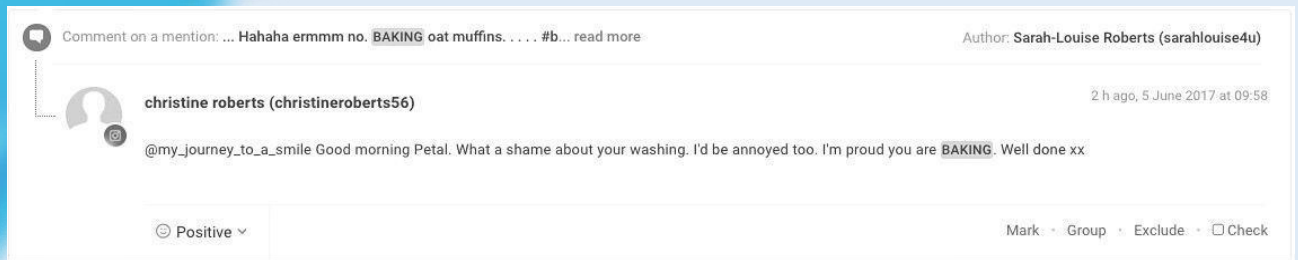 Comment on a mention: ... Hahaha ermmm no. BAKING oat muffins. . . . . #b... read more
Author: Sarah-Louise Roberts (sarahlouise4u)
christine roberts (christineroberts56)
2 h ago, 5 June 2017 at 09:58
@my_journey_to_a_smile Good morning Petal. What a shame about your washing. I'd be annoyed too. I'm proud you are BAKING. Well done xx
Positive
Mark · Group · Exclude · Check